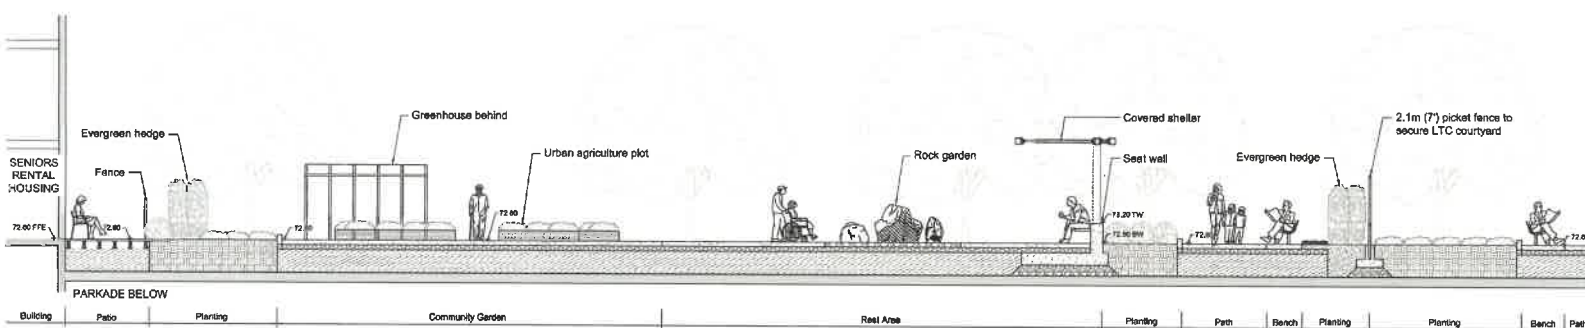 Greenhouse behind
Covered shelter
2.1m (7') picket fence to
secure LTC courtyard
Evergreen hedge
Urban agriculture plot
Rock garden
Seat wall
Evergreen hedge
SENIORS
RENTAL
HOUSING
Fence
72.60 FFE
72.60
73.20 TW
PARKADE BELOW
Building Patio Planting Community Garden Rest Area Planting Path Bench Planting Planting Bench